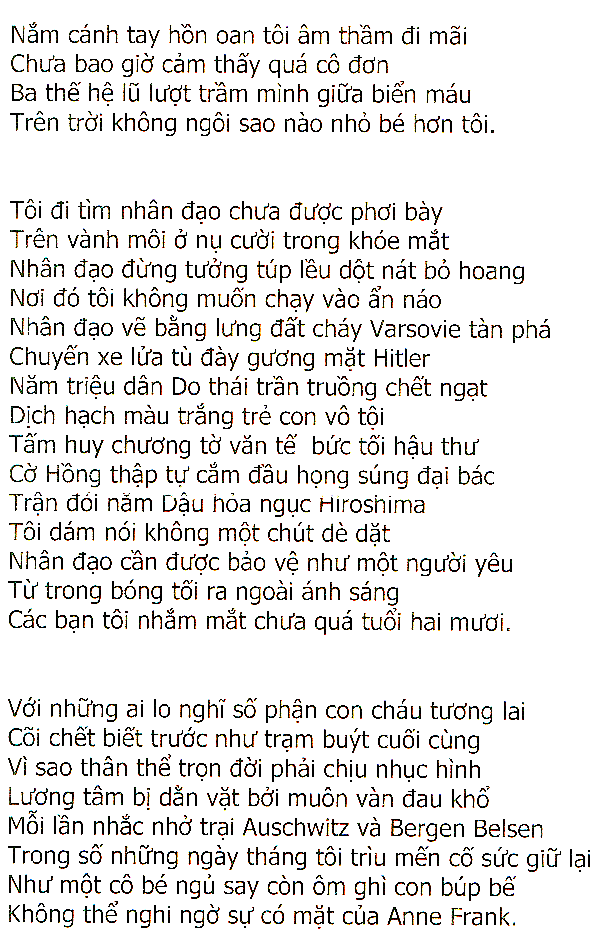 Nắm cánh tay hồn oan tôi âm thầm đi mãi
Chưa bao giờ cảm thấy quá cô đơn
Ba thế hệ lũ lượt trầm mình giữa biển máu
Trên trời không ngôi sao nào nhỏ bé hơn tôi.
Tôi đi tìm nhân đạo chưa được phơi bày
Trên vành môi ở nụ cười trong khóe mắt
Nhân đạo đừng tưởng túp lều dột nát bỏ hoang
Nơi đó tôi không muốn chạy vào ẩn náo
Nhân đạo vẽ bằng lưng đất cháy Varsovie tàn phá
Chuyến xe lửa tù đày gương mặt Hitler
Năm triệu dân Do thái trần truồng chết ngạt
Dịch hạch màu trắng trẻ con vô tội
Tấm huy chương tờ văn tế bức tối hậu thư
Cờ Hồng thập tự cắm đầu họng súng đại bác
Trận đói năm Dậu hỏa ngục Hiroshima
Tôi dám nói không một chút dè dặt
Nhân đạo cần được bảo vệ như một người yêu
Từ trong bóng tối ra ngoài ánh sáng
Các bạn tôi nhắm mắt chưa quá tuổi hai mươi.
Với những ai lo nghĩ số phận con cháu tương lai
Cõi chết biết trước như trạm buýt cuối cùng
Vì sao thân thể trọn đời phải chịu nhục hình
Lương tâm bị dằn vặt bởi muôn vàn đau khổ
Mỗi lần nhắc nhở trại Auschwitz và Bergen Belsen
Trong số những ngày tháng tôi trìu mến cố sức giữ lại
Như một cô bé ngủ say còn ôm ghì con búp bế
Không thể nghi ngờ sự có mặt của Anne Frank.